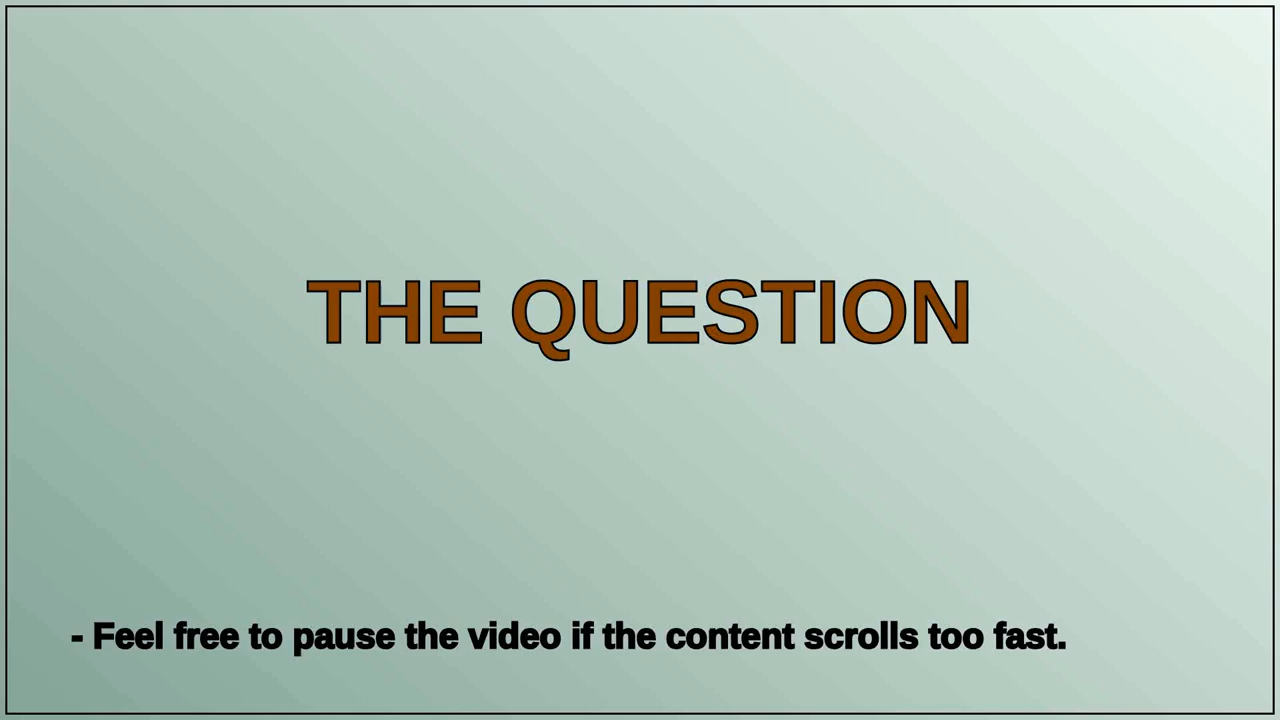 THE QUESTION
- Feel free to pause the video if the content scrolls too fast.